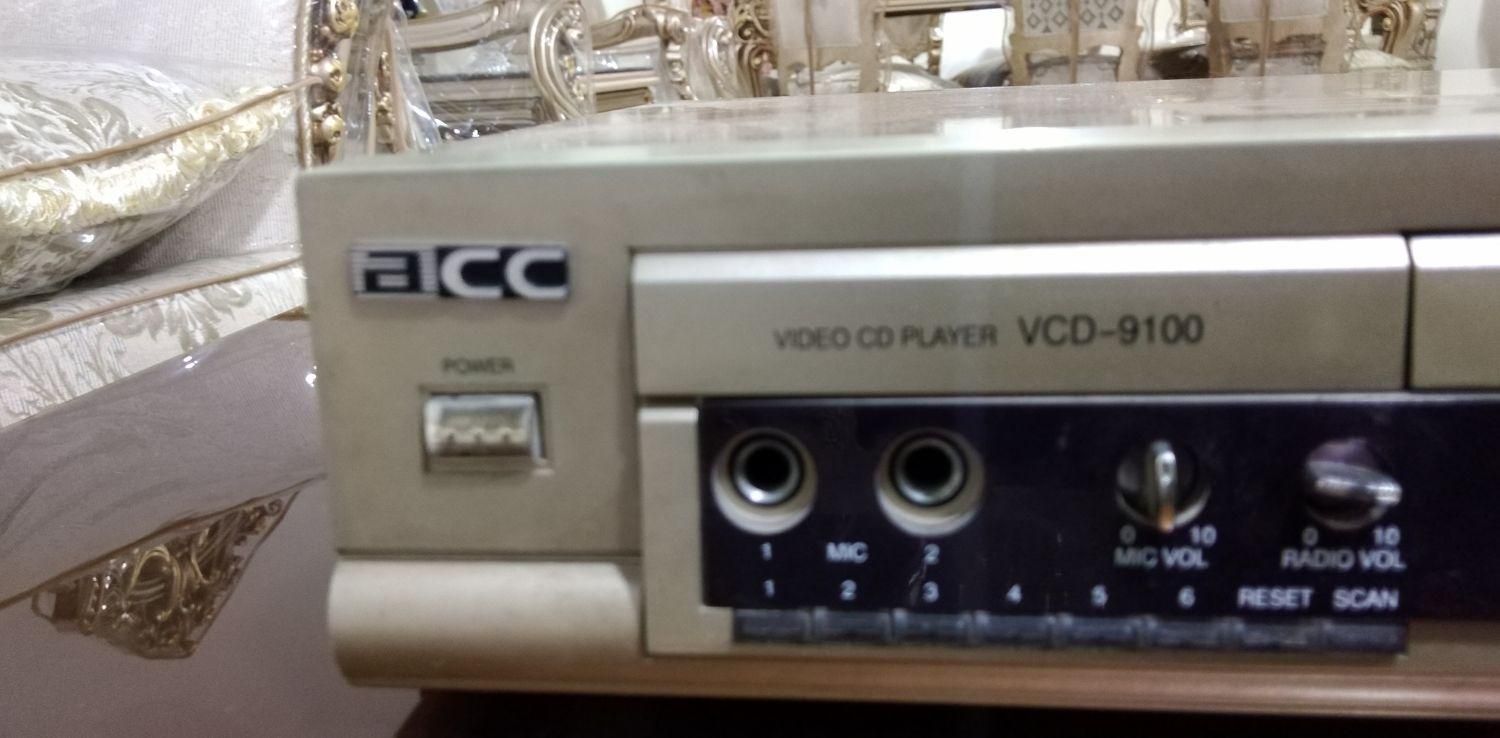 acc
POWER
VIDEO CD PLAYER VCD-9100
1 MIC 2
0 10
MIC VOL
0 10
RADIO VOL
1 2 3 4 5 6 RESET SCAN